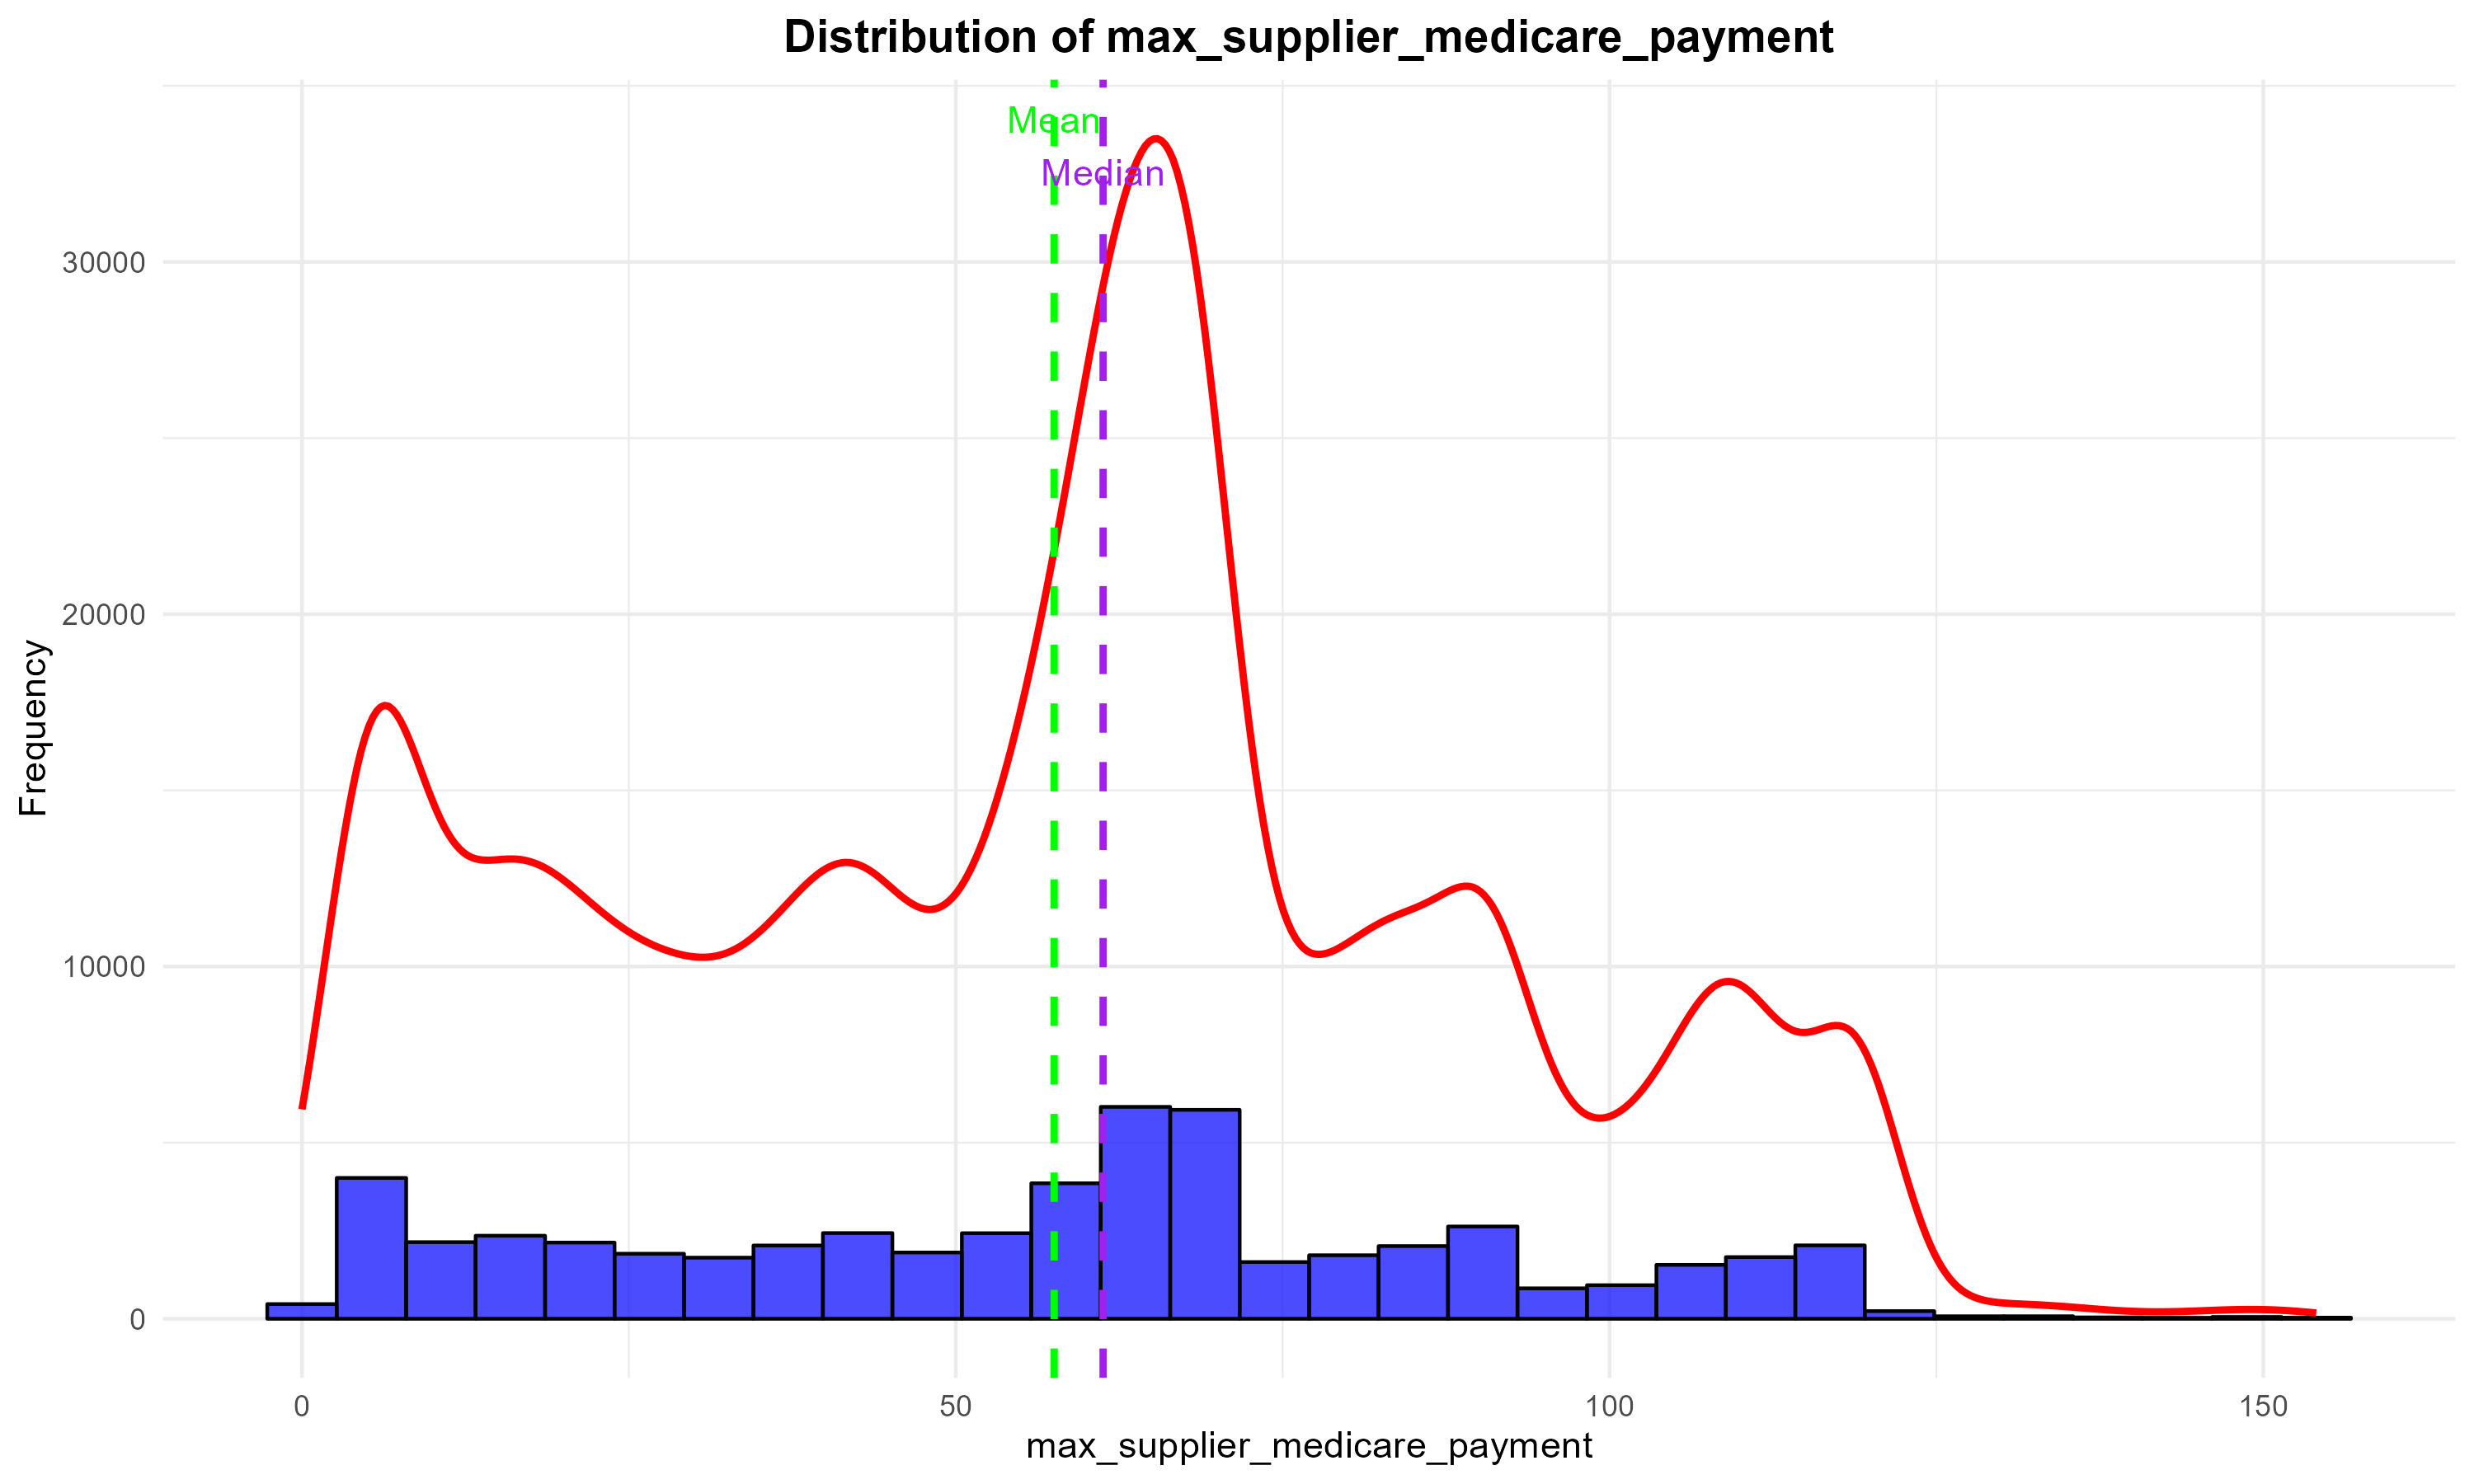 Distribution of max_supplier_medicare_payment
Mean
Median
30000
20000
10000
0
Frequency
0 50 100 150
max_supplier_medicare_payment